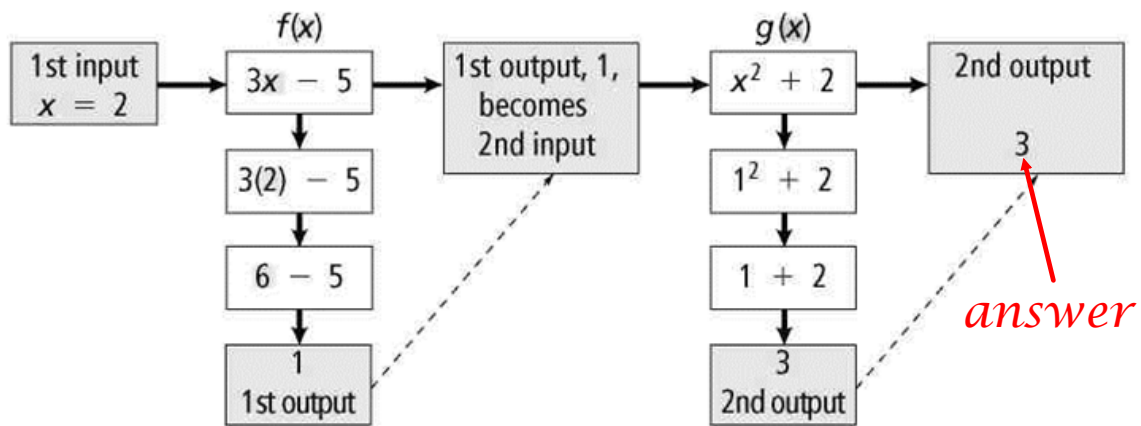 f(x)
g(x)
1st input
x = 2
3x − 5
1st output, 1,
becomes
2nd input
x² + 2
2nd output
3
3(2) − 5
1² + 2
6 − 5
1 + 2
answer
1
1st output
3
2nd output